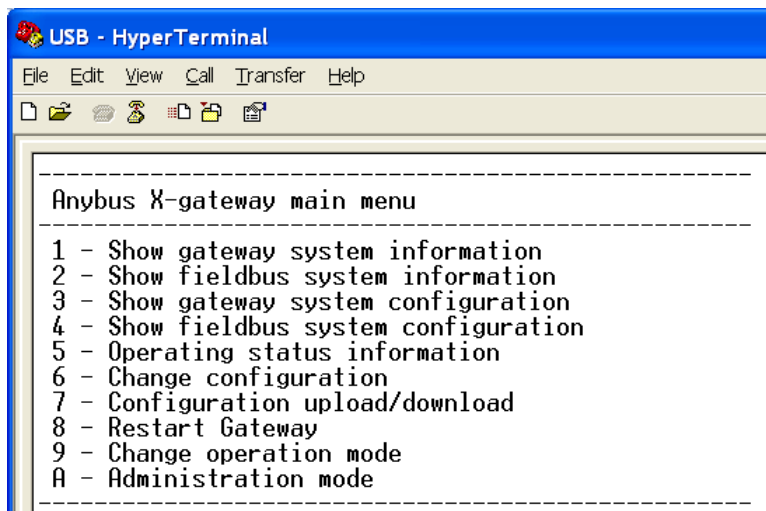 USB - HyperTerminal
File Edit View Call Transfer Help
Anybus X-gateway main menu
1 - Show gateway system information
2 - Show fieldbus system information
3 - Show gateway system configuration
4 - Show fieldbus system configuration
5 - Operating status information
6 - Change configuration
7 - Configuration upload/download
8 - Restart Gateway
9 - Change operation mode
A - Administration mode